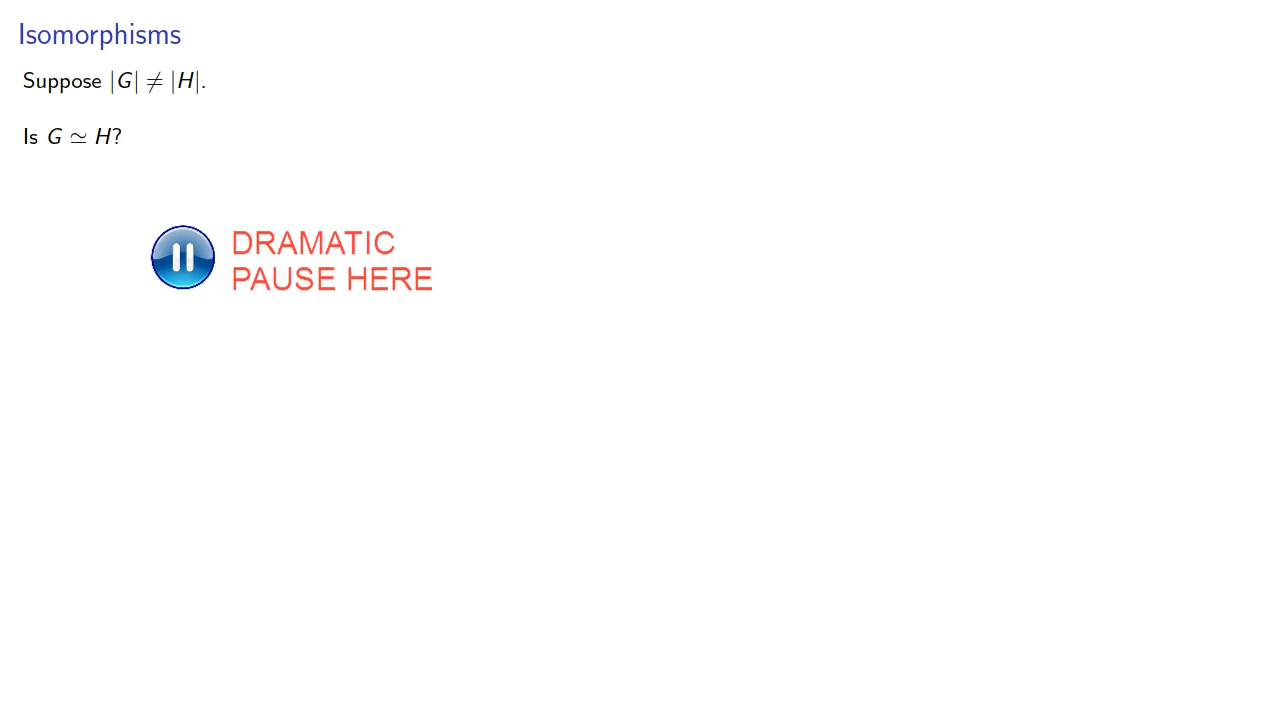 Isomorphisms
Suppose |G| ≠ |H|.
Is G ≃ H?
DRAMATIC
PAUSE HERE